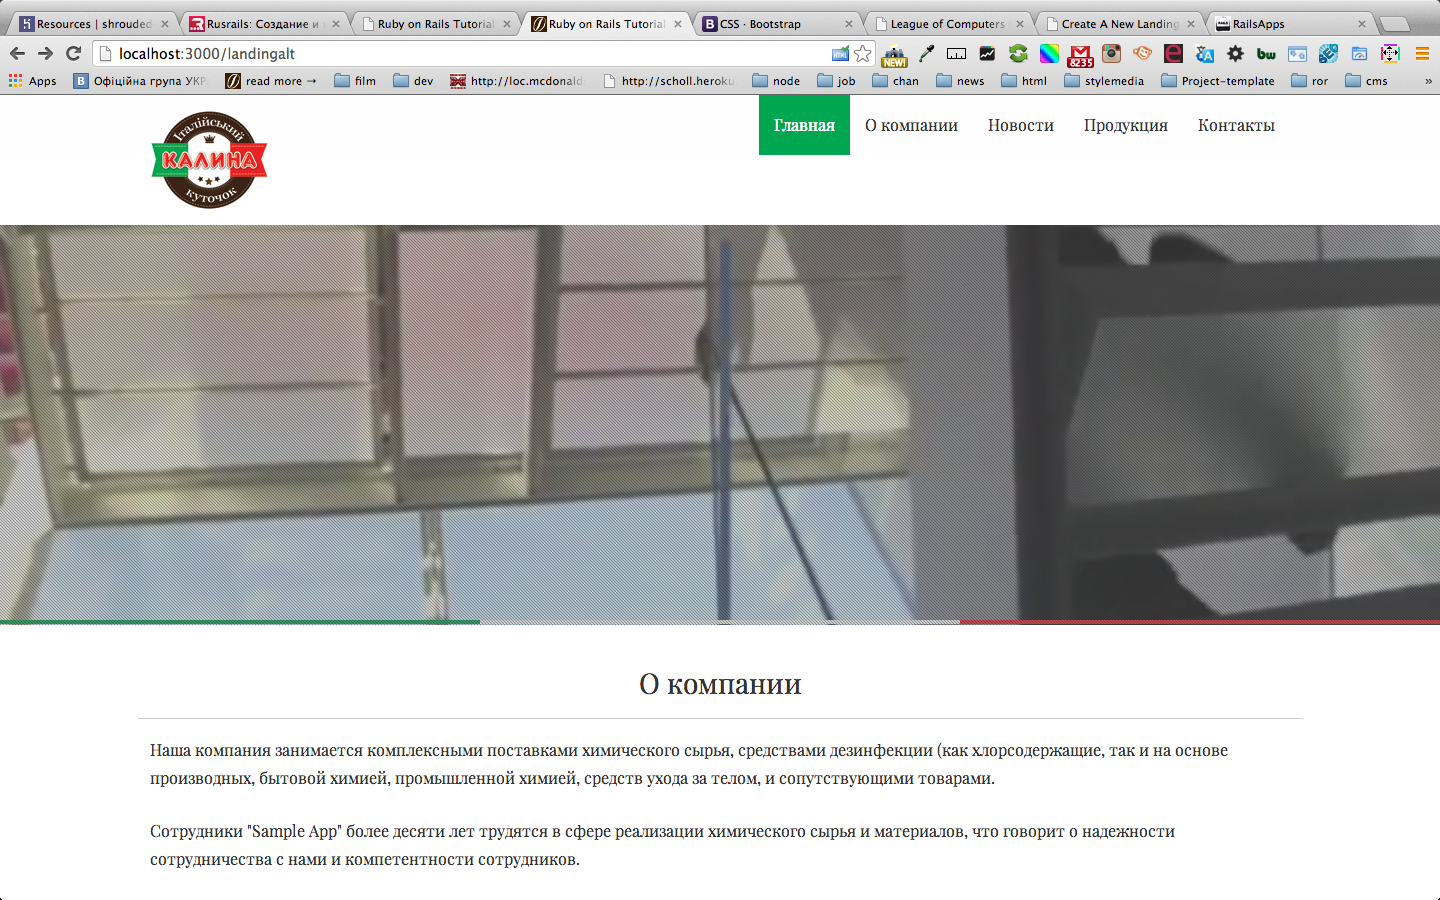 Resources | shrouded
Rusrails: Создание и
Ruby on Rails Tutorial
Ruby on Rails Tutorial
CSS · Bootstrap
League of Computers
Create A New Landing
RailsApps
localhost:3000/landingalt
NEW!
8235
bw
Apps
Офіційна група УКР
read more →
film
dev
http://loc.mcdonald
http://scholl.heroku
node
job
chan
news
html
stylemedia
Project-template
ror
cms
»
Італійський
КАЛИНА
куточок
Главная
О компании
Новости
Продукция
Контакты
О компании
Наша компания занимается комплексными поставками химического сырья, средствами дезинфекции (как хлорсодержащие, так и на основе
производных, бытовой химией, промышленной химией, средств ухода за телом, и сопутствующими товарами.
Сотрудники "Sample App" более десяти лет трудятся в сфере реализации химического сырья и материалов, что говорит о надежности
сотрудничества с нами и компетентности сотрудников.